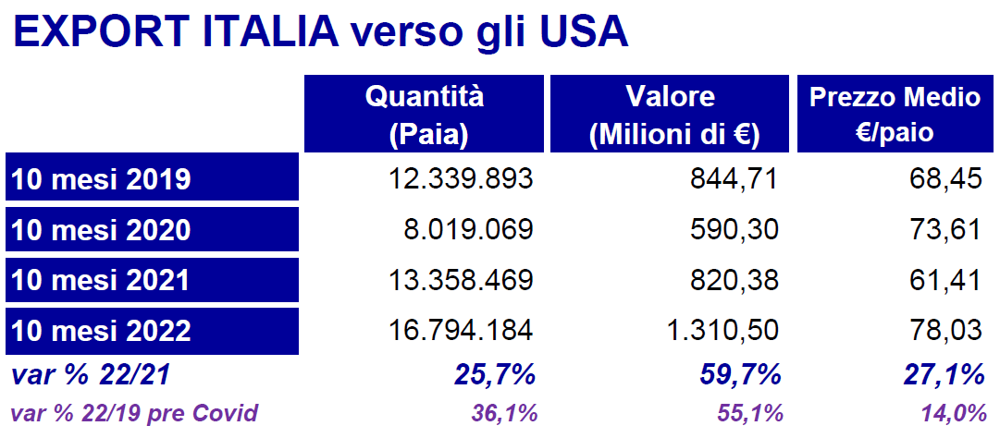 EXPORT ITALIA verso gli USA
Quantità Valore Prezzo Medio
(Paia) (Milioni di €) €/paio
10 mesi 2019 12.339.893 844,71 68,45
10 mesi 2020 8.019.069 590,30 73,61
10 mesi 2021 13.358.469 820,38 61,41
10 mesi 2022 16.794.184 1.310,50 78,03
var % 22/21 25,7% 59,7% 27,1%
var % 22/19 pre Covid 36,1% 55,1% 14,0%